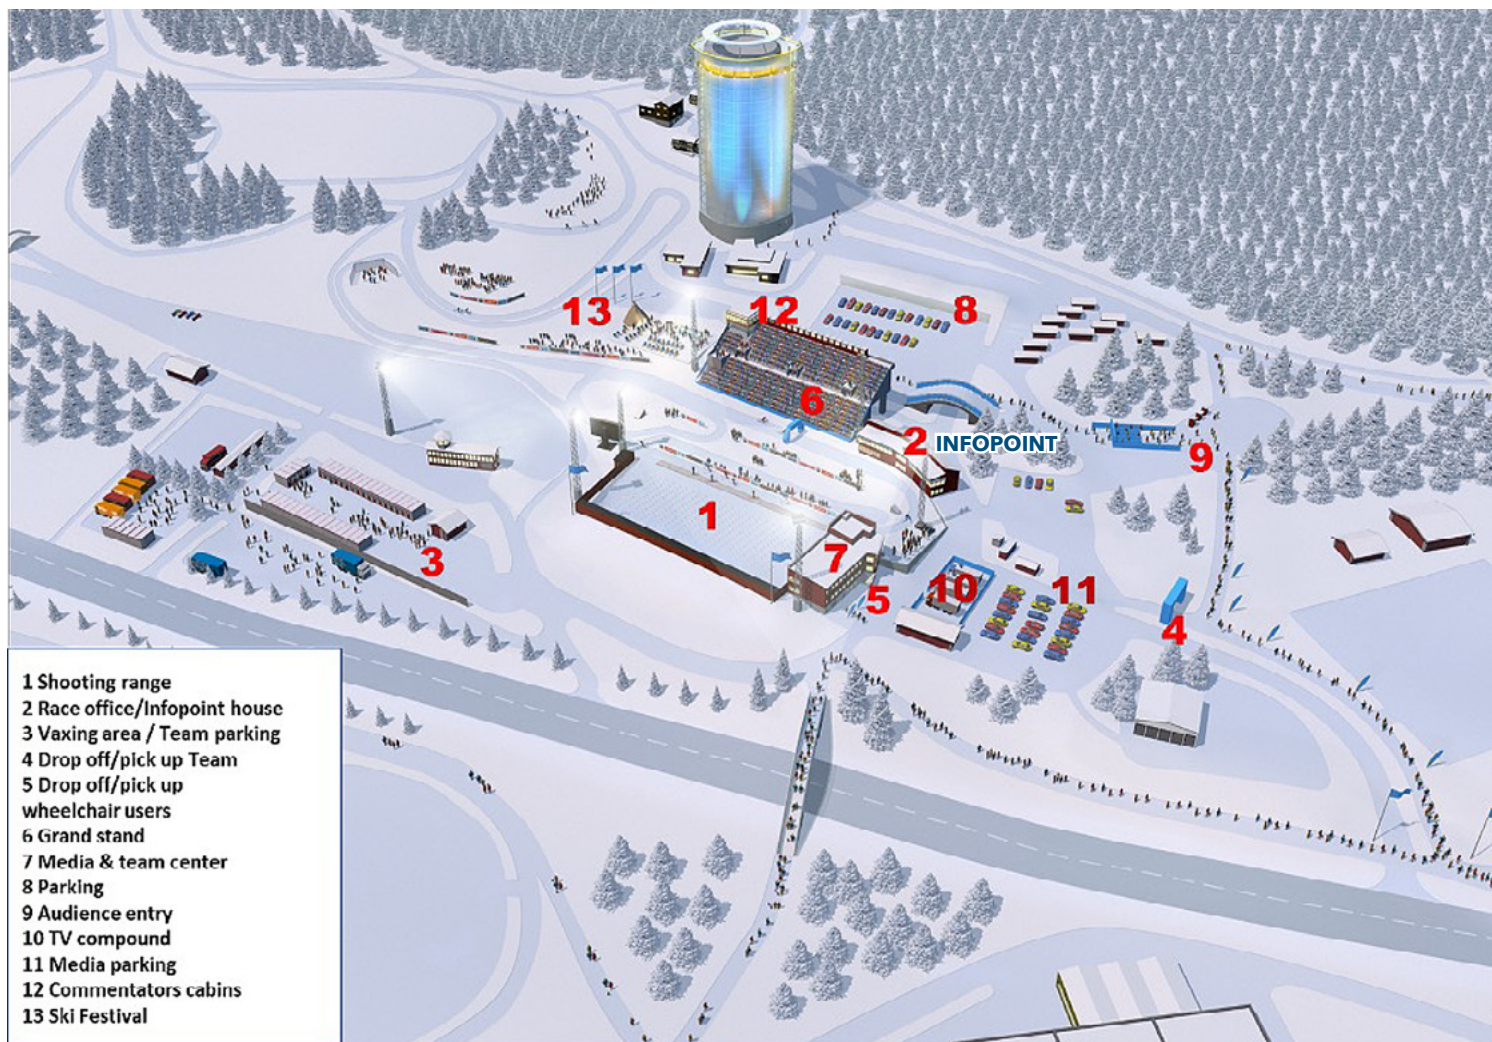 13
12
8
6
2 INFOPOINT
9
1
7
3
10
11
5
4
1 Shooting range
2 Race office/Infopoint house
3 Vaxing area / Team parking
4 Drop off/pick up Team
5 Drop off/pick up
wheelchair users
6 Grand stand
7 Media & team center
8 Parking
9 Audience entry
10 TV compound
11 Media parking
12 Commentators cabins
13 Ski Festival